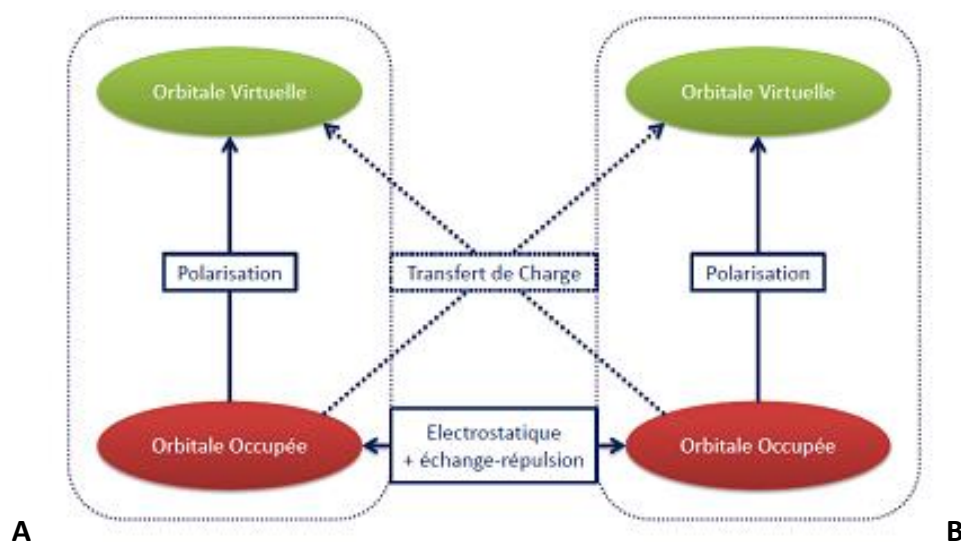 Orbitale Virtuelle
Orbitale Virtuelle
Polarisation
Transfert de Charge
Polarisation
Electrostatique
+ échange-répulsion
Orbitale Occupée
Orbitale Occupée
A
B